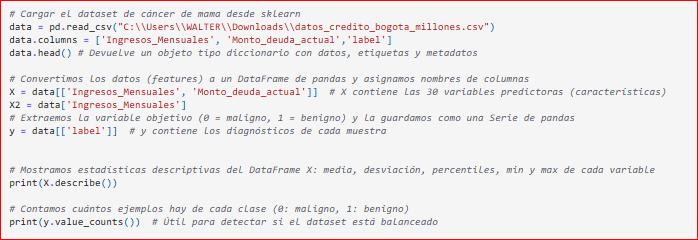 # Cargar el dataset de cáncer de mama desde sklearn
data = pd.read_csv("C:\\Users\\WALTER\\Downloads\\datos_credito_bogota_millones.csv")
data.columns = ['Ingresos_Mensuales', 'Monto_deuda_actual','label']
data.head() # Devuelve un objeto tipo diccionario con datos, etiquetas y metadatos
# Convertimos los datos (features) a un DataFrame de pandas y asignamos nombres de columnas
X = data[['Ingresos_Mensuales', 'Monto_deuda_actual']]  # X contiene las 30 variables predictoras (características)
X2 = data['Ingresos_Mensuales']
# Extraemos la variable objetivo (0 = maligno, 1 = benigno) y la guardamos como una Serie de pandas
y = data[['label']]  # y contiene los diagnósticos de cada muestra
# Mostramos estadísticas descriptivas del DataFrame X: media, desviación, percentiles, min y max de cada variable
print(X.describe())
# Contamos cuántos ejemplos hay de cada clase (0: maligno, 1: benigno)
print(y.value_counts())  # Útil para detectar si el dataset está balanceado